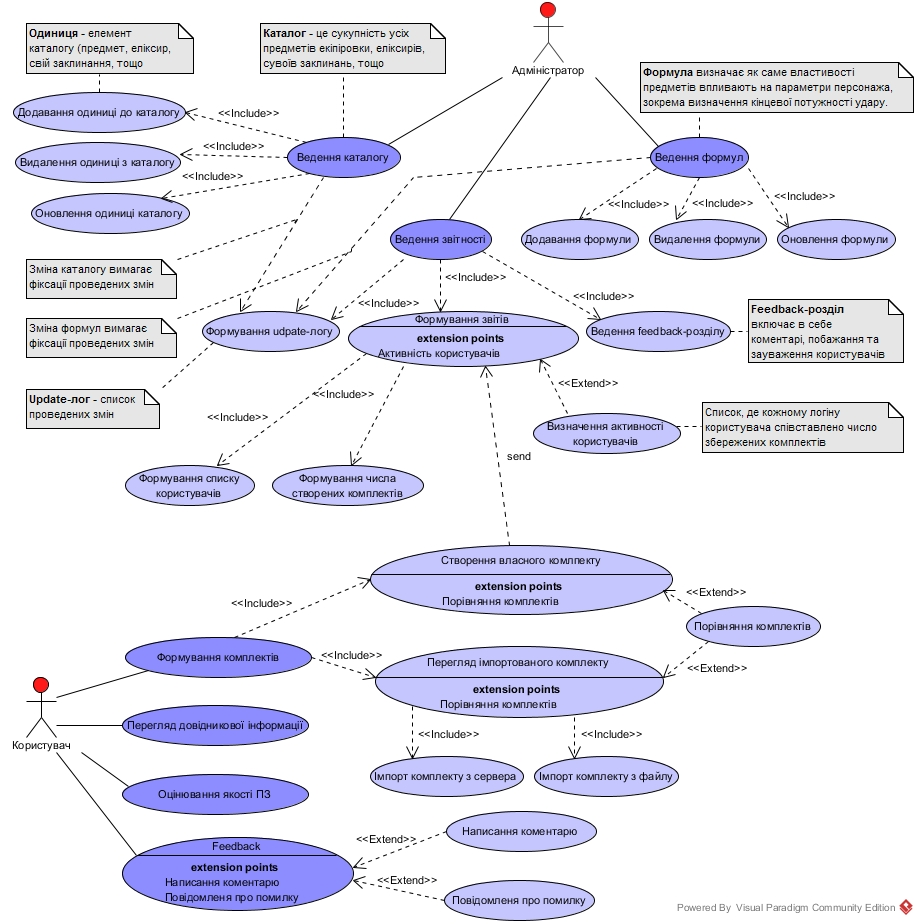 Одиниця - елемент
каталогу (предмет, еліксир,
свій заклинання, тощо
Каталог - це сукупність усіх
предметів екіпіровки, еліксирів,
сувоїв заклинань, тощо
Адміністратор
Формула визначає як саме властивості
предметів впливають на параметри персонажа,
зокрема визначення кінцевої потужності удару.
Додавання одиниці до каталогу
<<Include>>
Видалення одиниці з каталогу
<<Include>>
<<Include>>
Оновлення одиниці каталогу
Ведення каталогу
Ведення формул
<<Include>>
<<Include>>
<<Include>>
Додавання формули
Видалення формули
Оновлення формули
Ведення звітності
Зміна каталогу вимагає
фіксації проведених змін
<<Include>>
<<Include>>
<<Include>>
Зміна формул вимагає
фіксації проведених змін
Формування udpate-логу
Формування звітів
extension points
Активність користувачів
Ведення feedback-розділу
Feedback-розділ
включає в себе
коментарі, побажання та
зауваження користувачів
Update-лог - список
проведених змін
<<Include>>
<<Include>>
<<Extend>>
Визначення активності
користувачів
Список, де кожному логіну
користувача співставлено число
збережених комплектів
Формування списку
користувачів
Формування числа
створених комплектів
send
Створення власного комлпекту
extension points
Порівняння комплектів
<<Include>>
<<Extend>>
Порівняння комплектів
Формування комплектів
<<Include>>
Перегляд імпортованого комплекту
extension points
Порівняння комплектів
<<Extend>>
Користувач
Перегляд довідникової інформації
<<Include>>
<<Include>>
Імпорт комплекту з сервера
Імпорт комплекту з файлу
Оцінювання якості ПЗ
Feedback
extension points
Написання коментарю
Повідомленя про помилку
<<Extend>>
Написання коментарю
<<Extend>>
Повідомленя про помилку
Powered By Visual Paradigm Community Edition